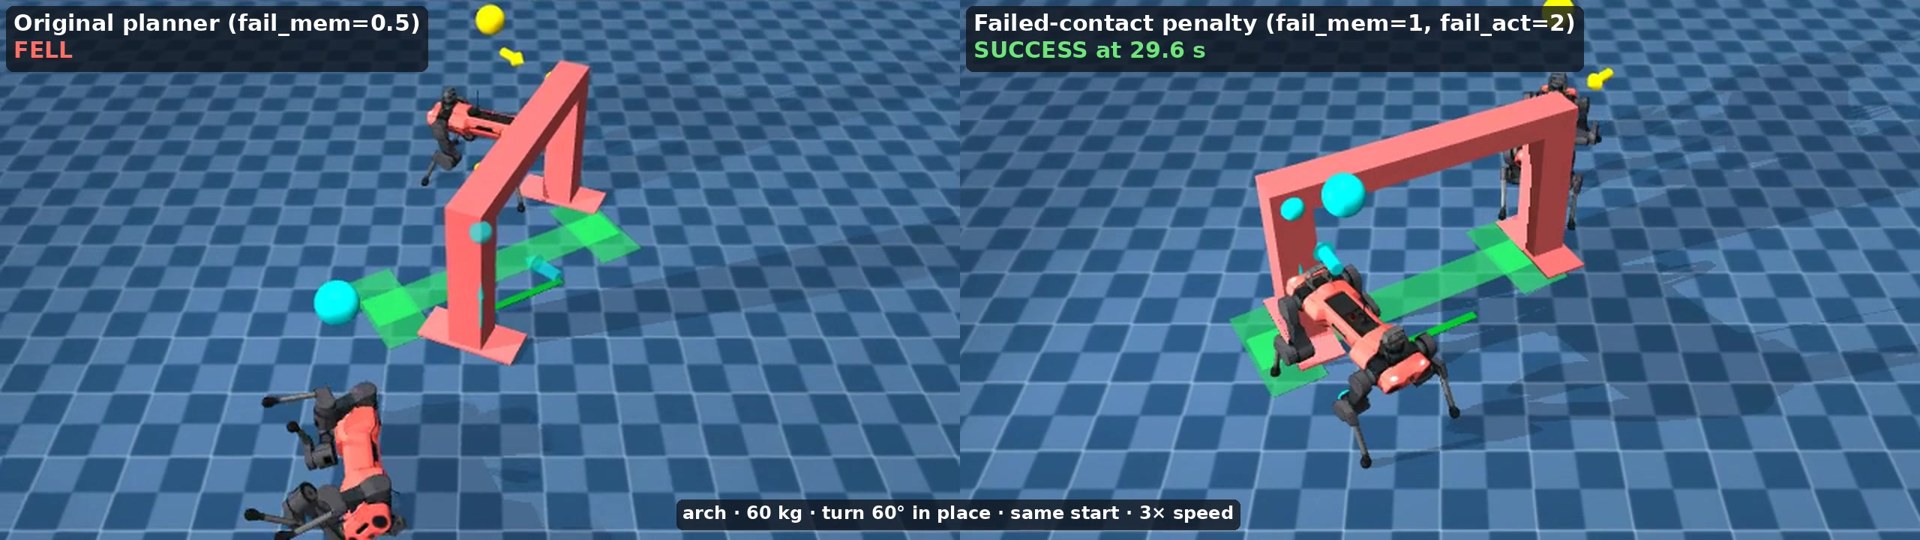 Original planner (fail_mem=0.5)
FELL
Failed-contact penalty (fail_mem=1, fail_act=2)
SUCCESS at 29.6 s
arch · 60 kg · turn 60° in place · same start · 3× speed